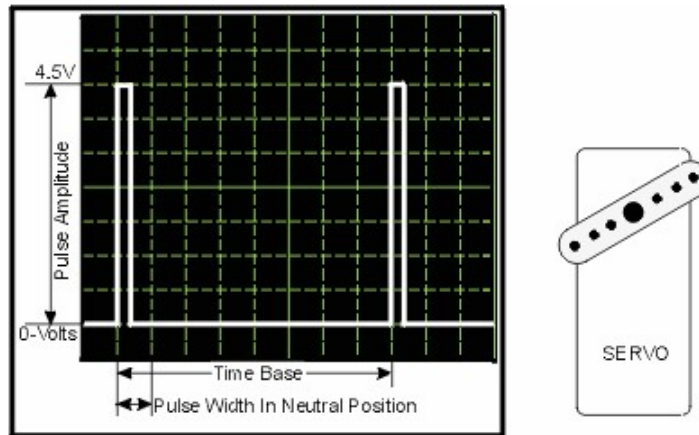 4.5V
Pulse Amplitude
0-Volts
Time Base
Pulse Width In Neutral Position
SERVO